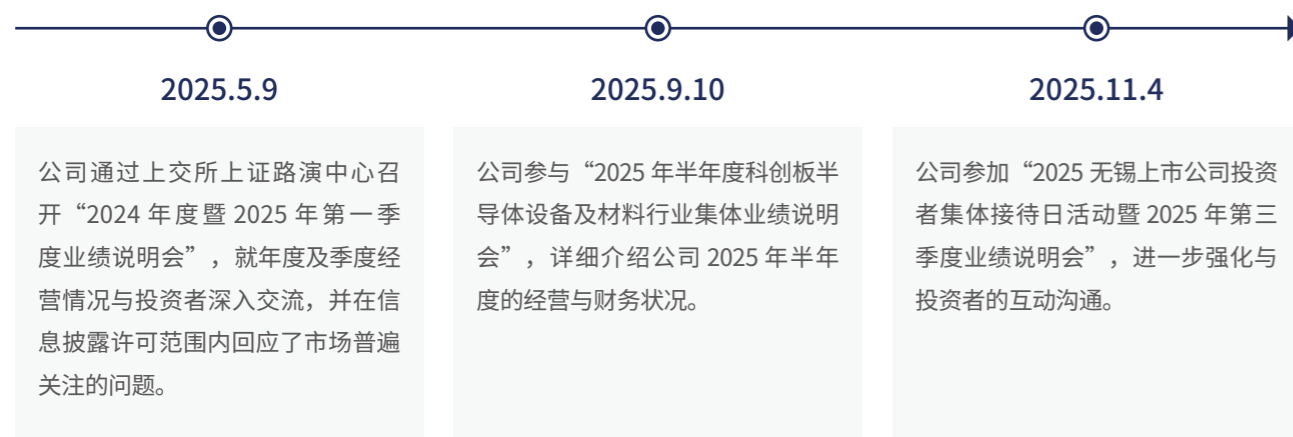 2025.5.9
公司通过上交所上证路演中心召
开“2024 年度暨 2025 年第一季
度业绩说明会”，就年度及季度经
营情况与投资者深入交流，并在信
息披露许可范围内回应了市场普遍
关注的问题。
2025.9.10
公司参与“2025 年半年度科创板半
导体设备及材料行业集体业绩说明
会”，详细介绍公司 2025 年半年
度的经营与财务状况。
2025.11.4
公司参加“2025 无锡上市公司投资
者集体接待日活动暨 2025 年第三
季度业绩说明会”，进一步强化与
投资者的互动沟通。